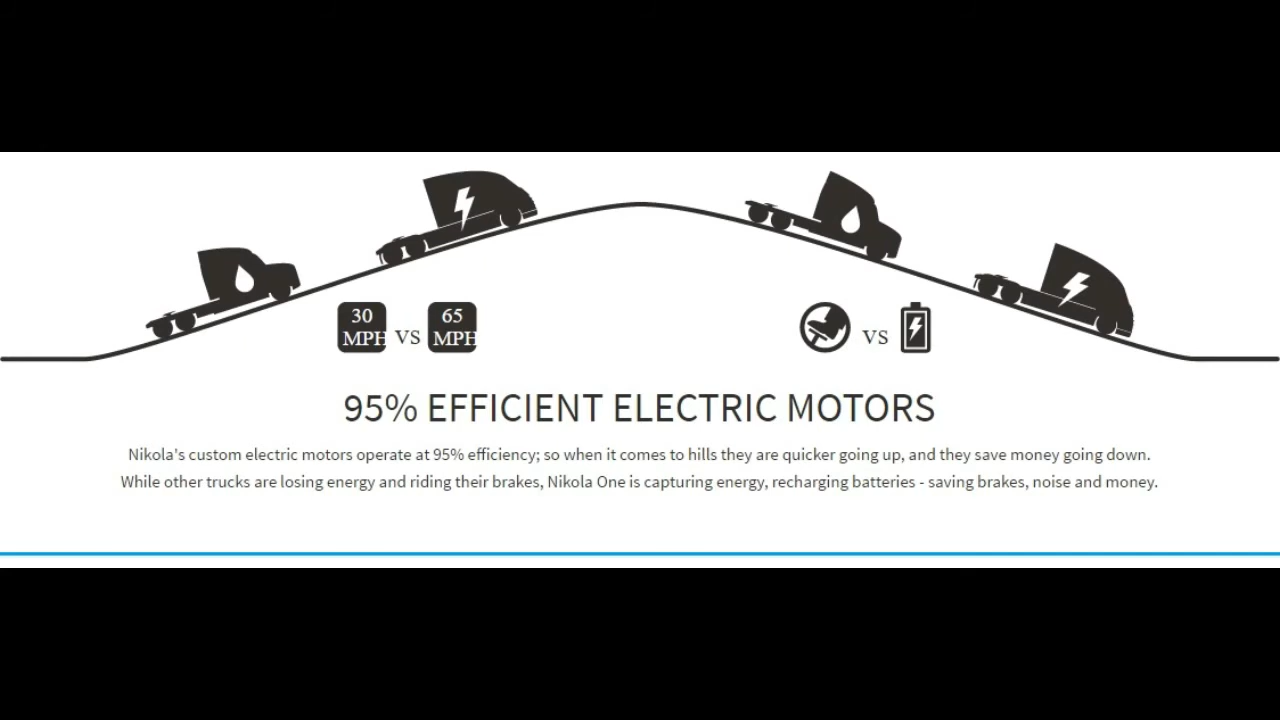 30 MPH VS 65 MPH
VS
95% EFFICIENT ELECTRIC MOTORS
Nikola's custom electric motors operate at 95% efficiency; so when it comes to hills they are quicker going up, and they save money going down.
While other trucks are losing energy and riding their brakes, Nikola One is capturing energy, recharging batteries - saving brakes, noise and money.